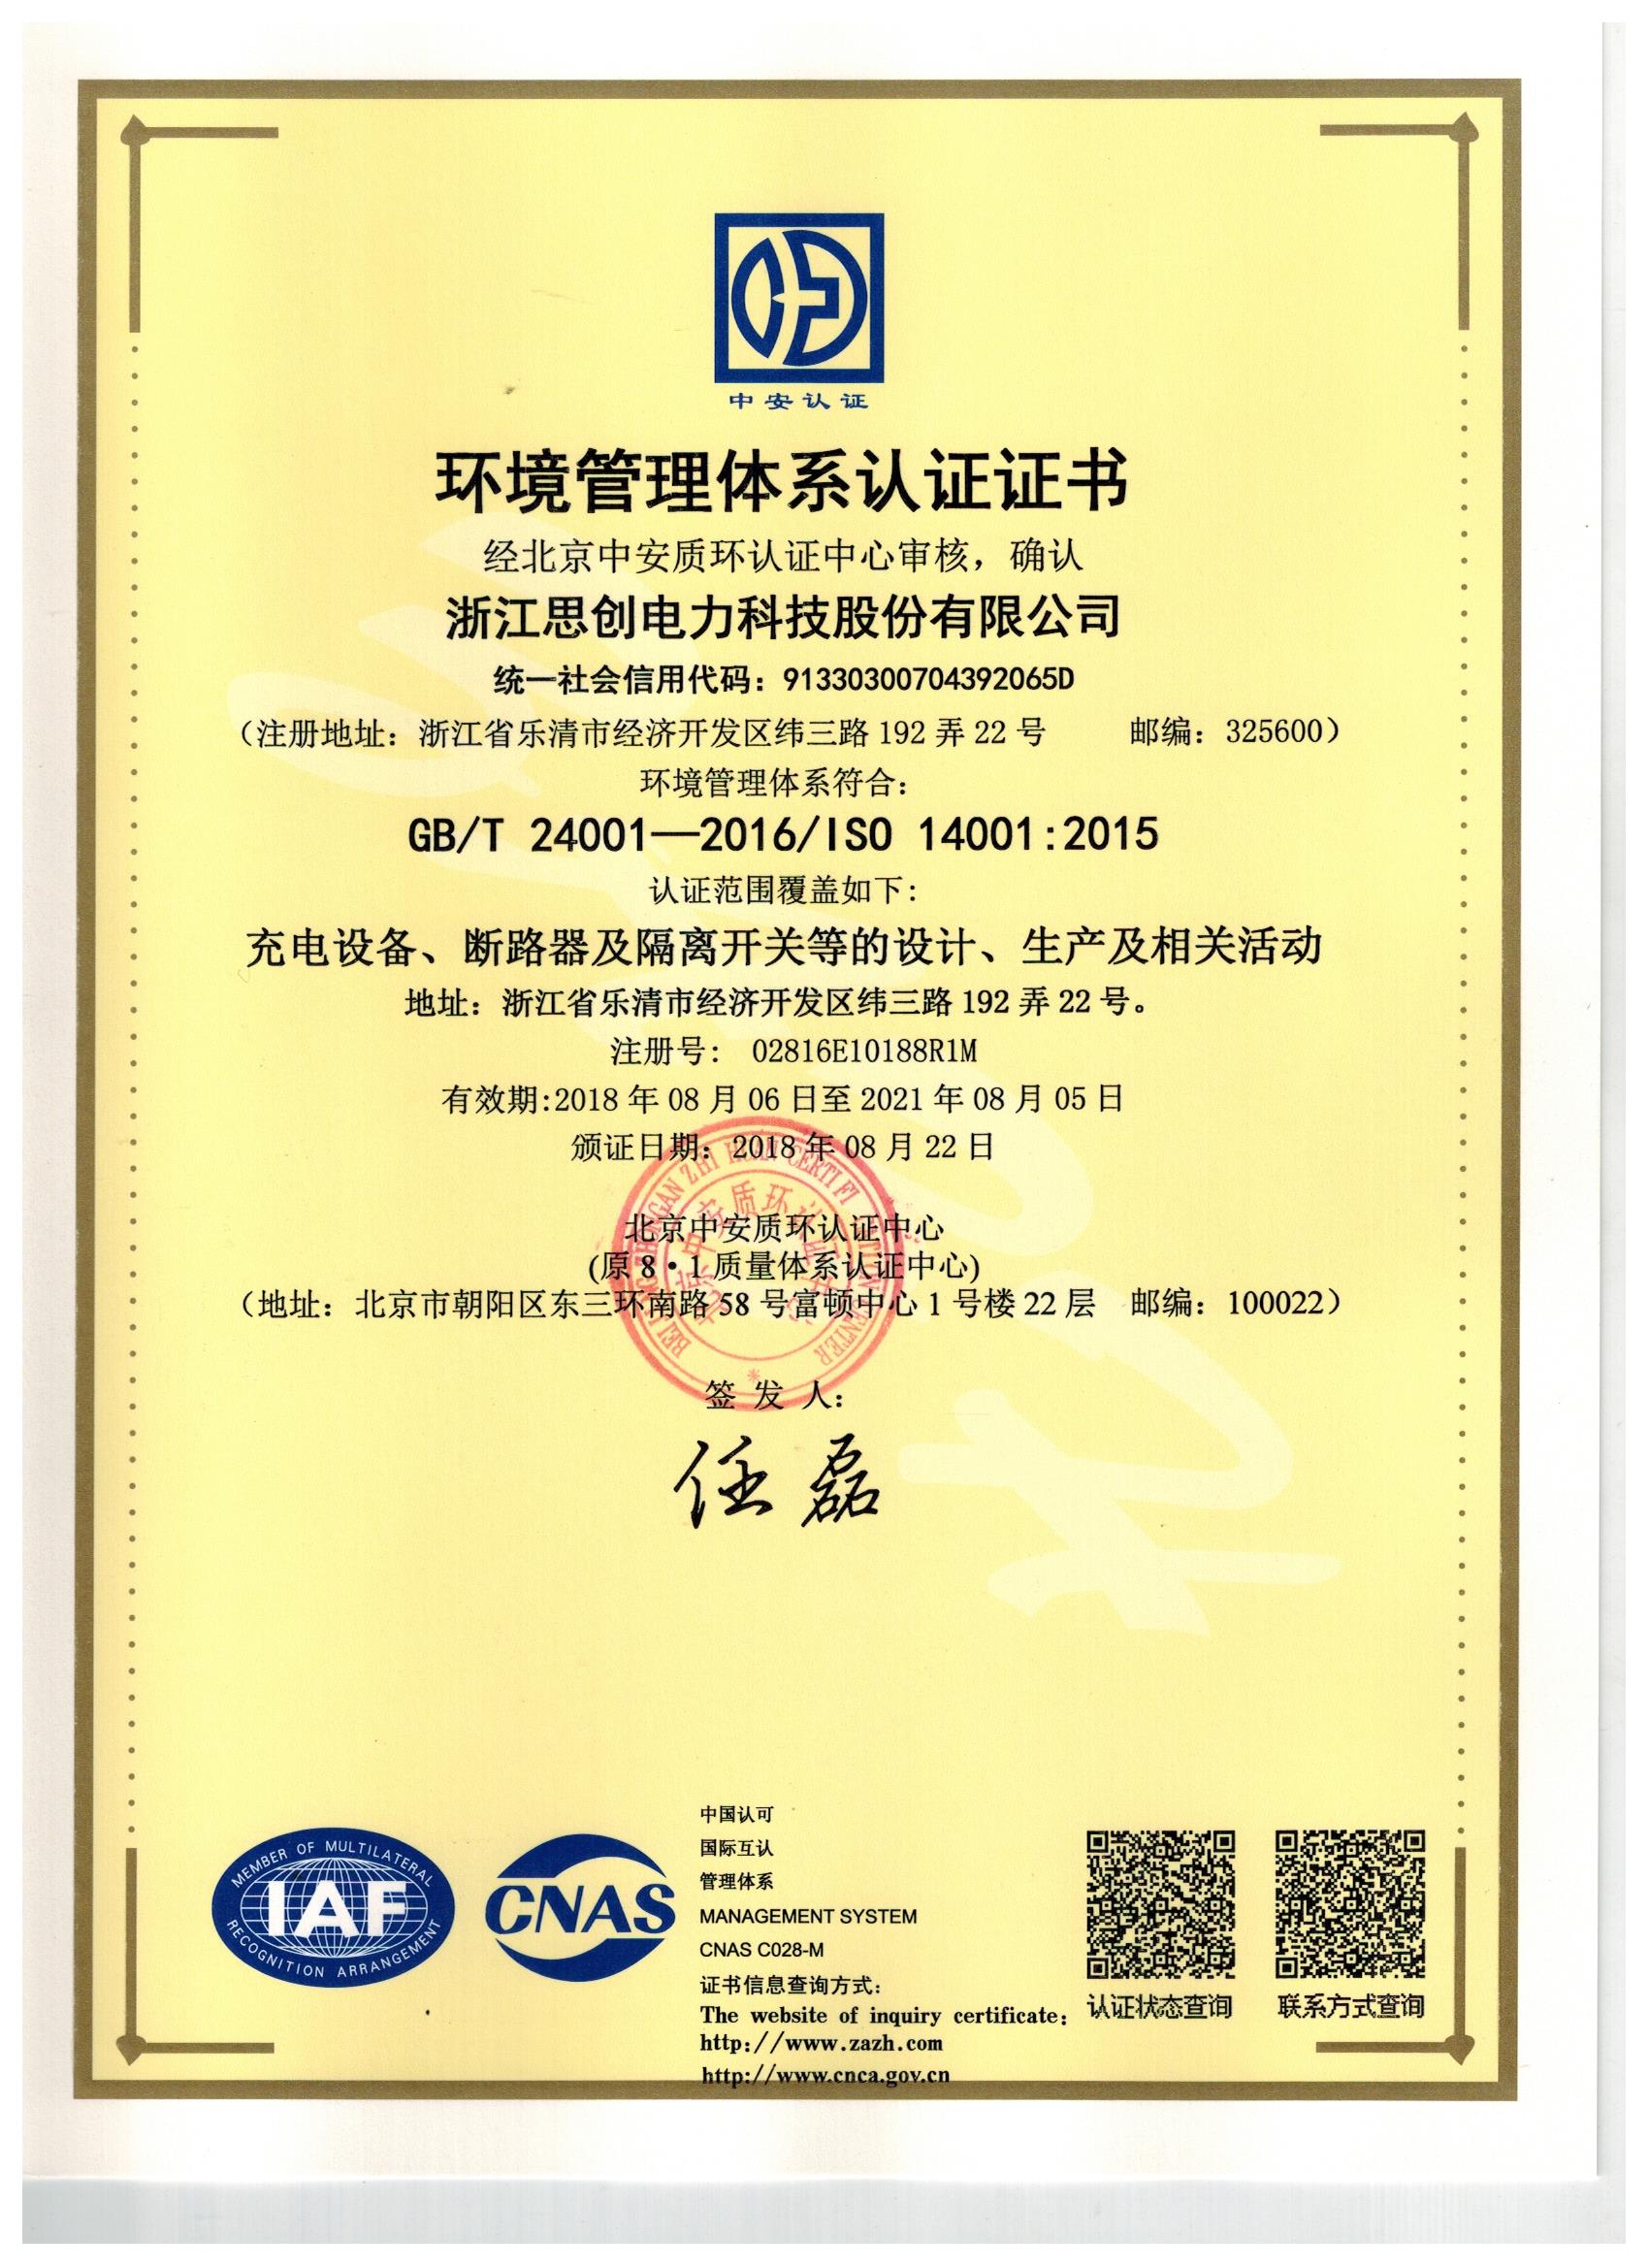 中安认证
环境管理体系认证证书
经北京中安质环认证中心审核，确认
浙江思创电力科技股份有限公司
统一社会信用代码：91330300704392065D
（注册地址：浙江省乐清市经济开发区纬三路 192 弄 22 号 邮编：325600）
环境管理体系符合：
GB/T 24001—2016/ISO 14001:2015
认证范围覆盖如下：
充电设备、断路器及隔离开关等的设计、生产及相关活动
地址：浙江省乐清市经济开发区纬三路 192 弄 22 号。
注册号： 02816E10188R1M
有效期:2018 年 08 月 06 日至 2021 年 08 月 05 日
颁证日期：2018 年 08 月 22 日
北京中安质环认证中心
(原 8·1 质量体系认证中心)
（地址：北京市朝阳区东三环南路 58 号富顿中心 1 号楼 22 层 邮编：100022）
签 发 人：
任磊
MEMBER OF MULTILATERAL
IAF
RECOGNITION ARRANGEMENT
CNAS
中国认可
国际互认
管理体系
MANAGEMENT SYSTEM
CNAS C028-M
证书信息查询方式：
The website of inquiry certificate：
http://www.zazh.com
http://www.cnca.gov.cn
认证状态查询
联系方式查询